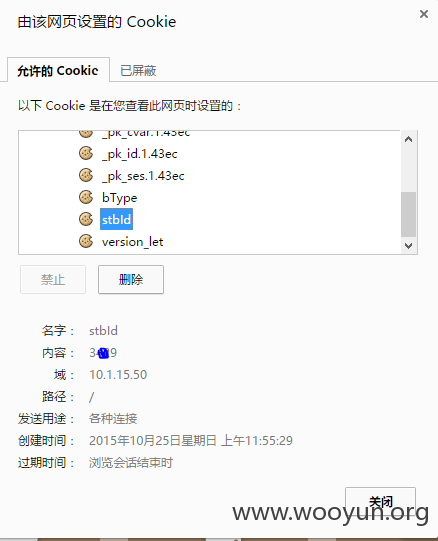 由该网页设置的 Cookie
允许的 Cookie 已屏蔽
以下 Cookie 是在您查看此网页时设置的：
_pk_cvar.1.43ec
_pk_id.1.43ec
_pk_ses.1.43ec
bType
stbId
version_let
禁止 删除
名字： stbId
内容：
域： 10.1.15.50
路径： /
发送用途： 各种连接
创建时间： 2015年10月25日星期日 上午11:55:29
过期时间： 浏览会话结束时
关闭
www.wooyun.org